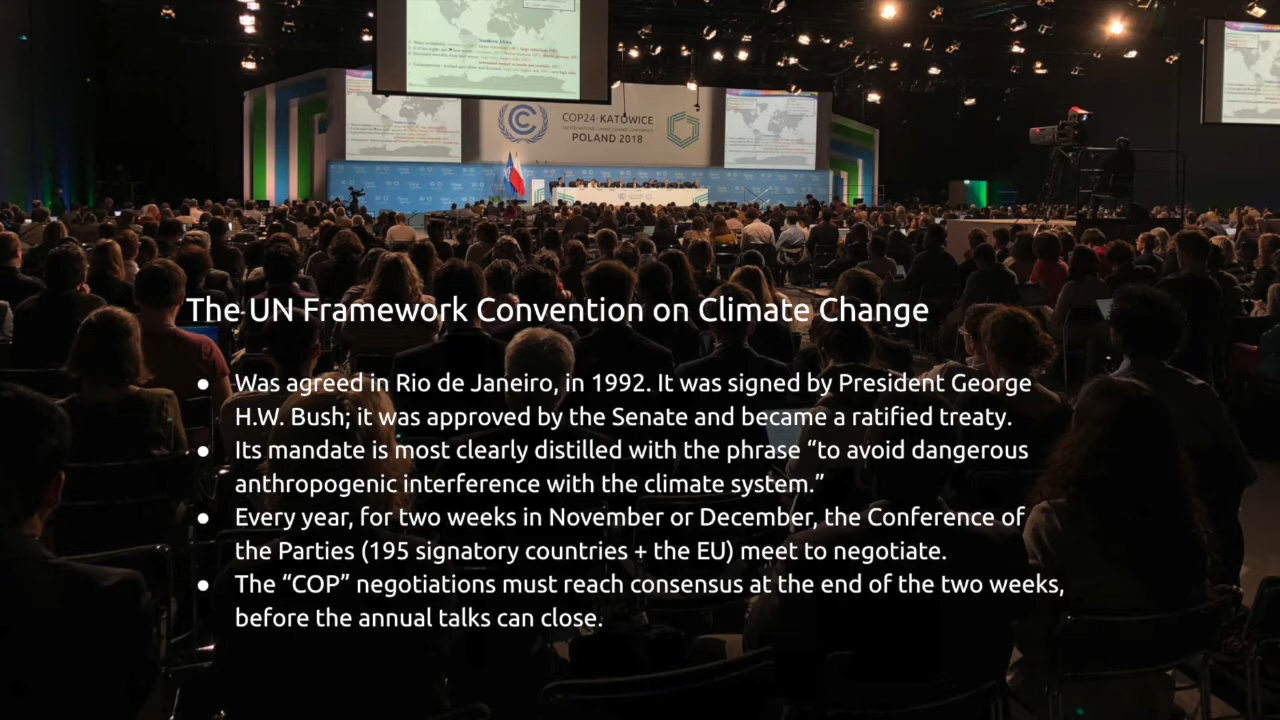 COP24·KATOWICE
UNITED NATIONS CLIMATE CHANGE CONFERENCE
POLAND 2018
The UN Framework Convention on Climate Change
● Was agreed in Rio de Janeiro, in 1992. It was signed by President George
H.W. Bush; it was approved by the Senate and became a ratified treaty.
● Its mandate is most clearly distilled with the phrase “to avoid dangerous
anthropogenic interference with the climate system.”
● Every year, for two weeks in November or December, the Conference of
the Parties (195 signatory countries + the EU) meet to negotiate.
● The “COP” negotiations must reach consensus at the end of the two weeks,
before the annual talks can close.